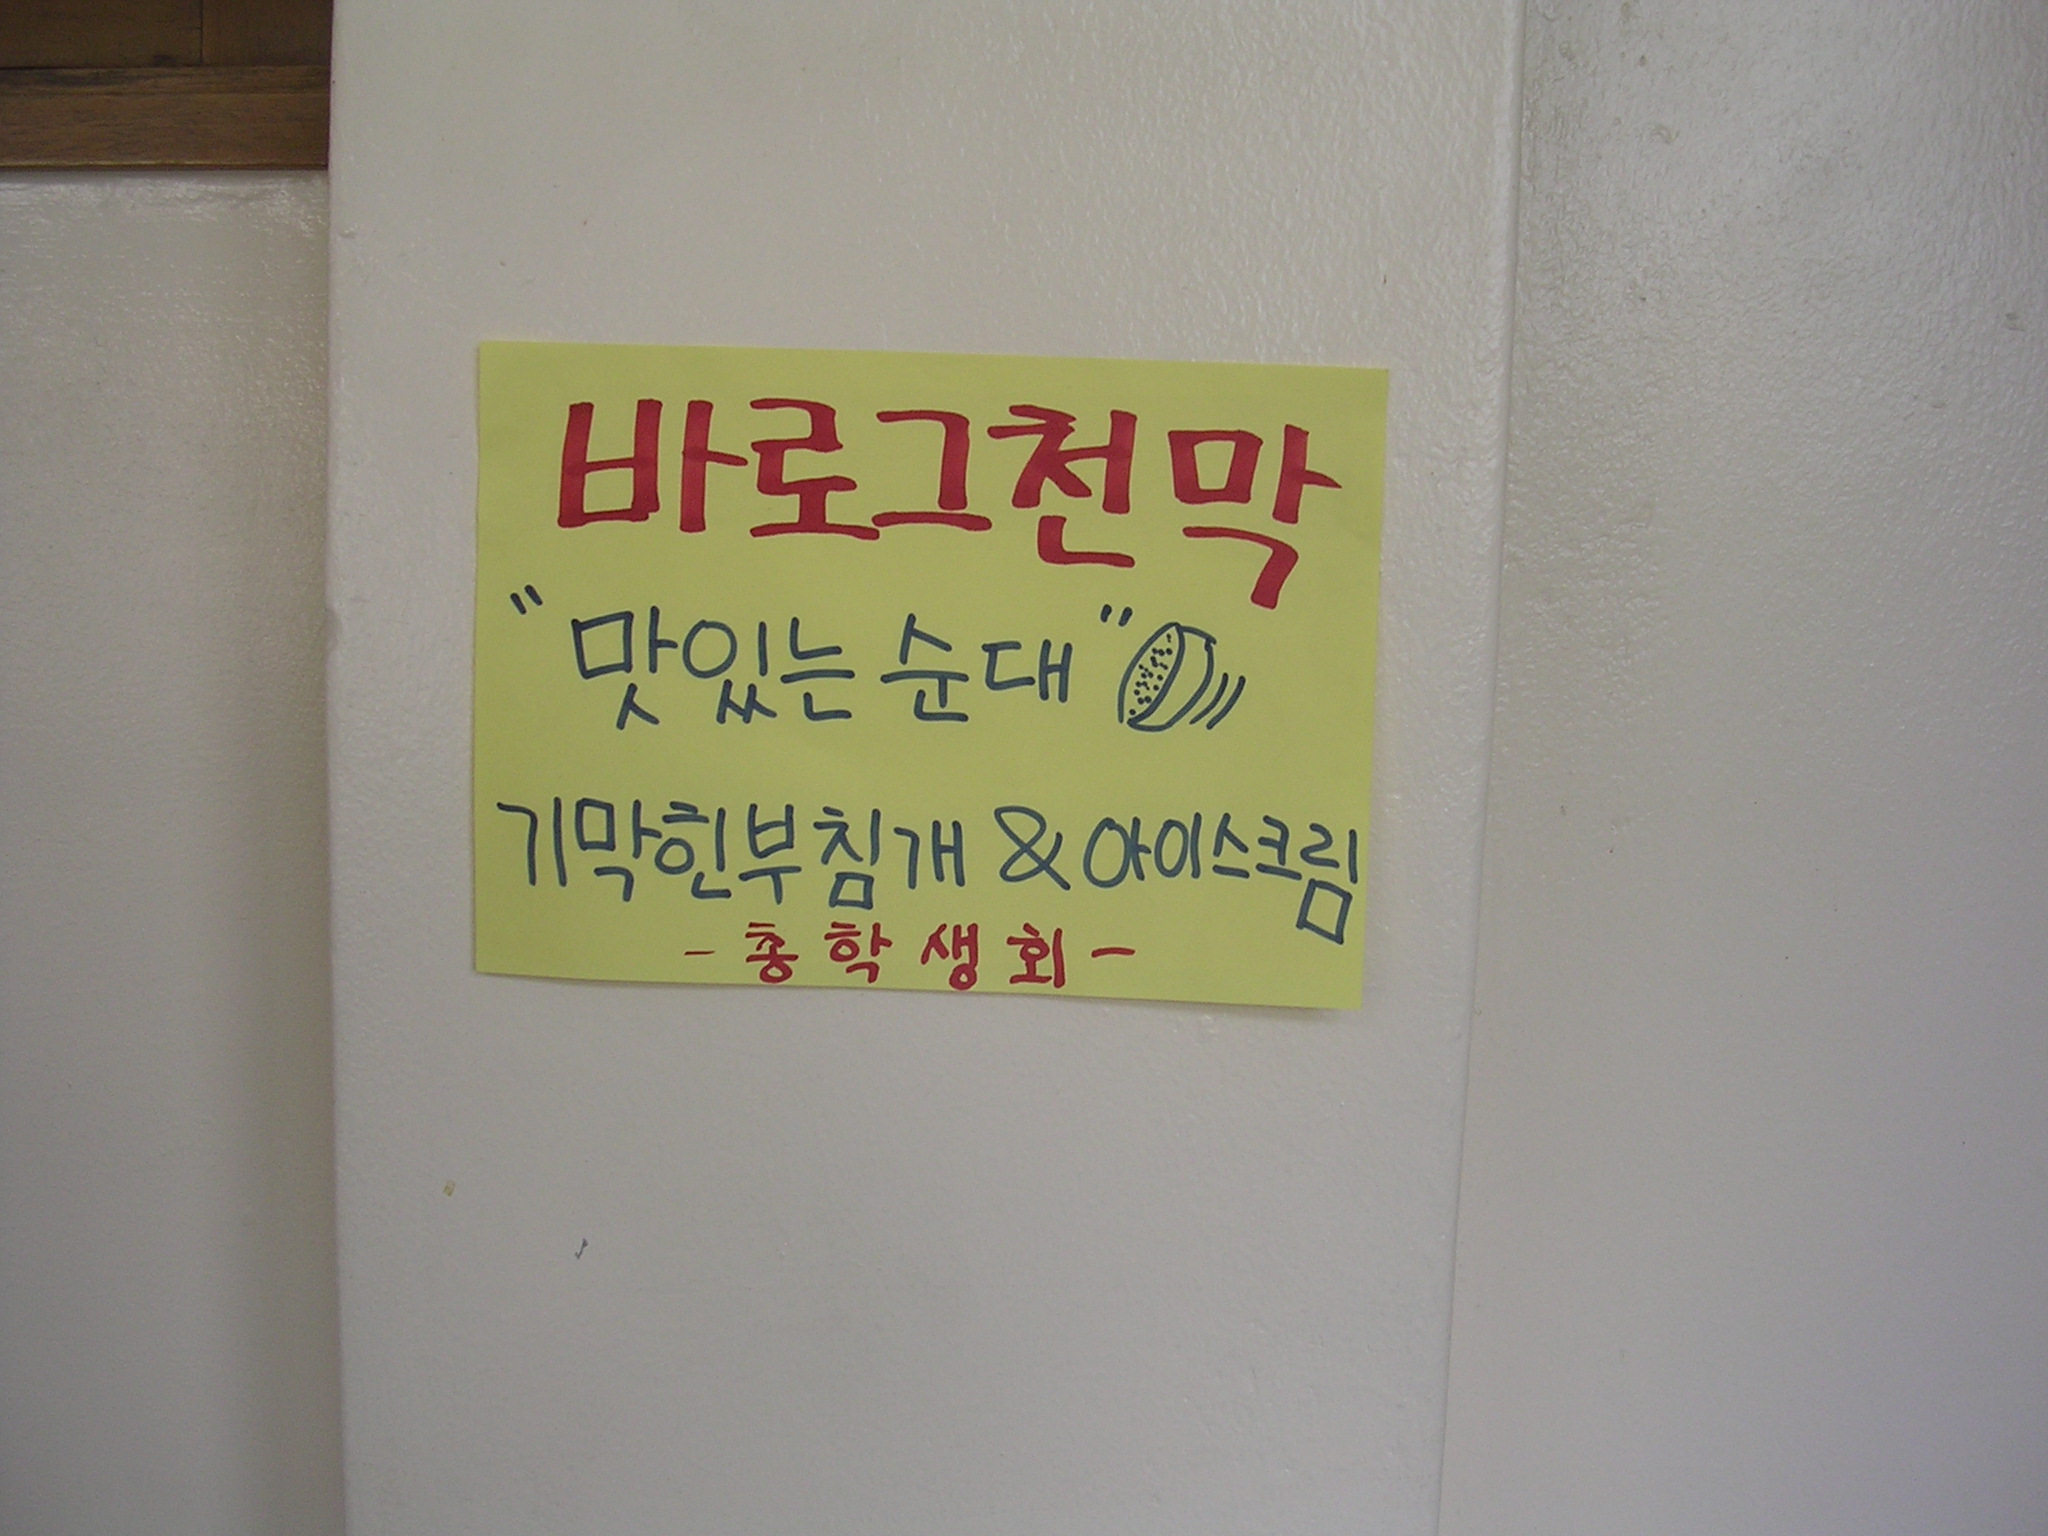 바로그천막
"맛있는 순대"
기막힌부침개 & 아이스크림
- 총학생회 -